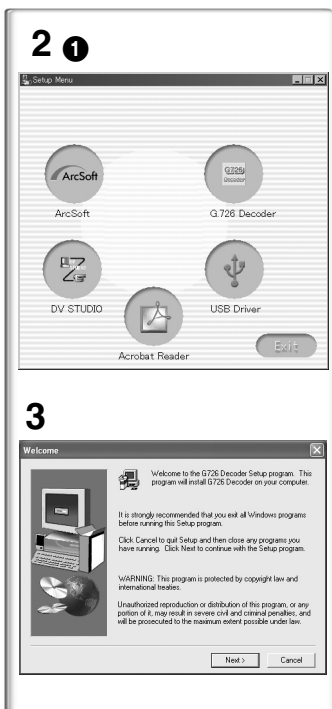 2 ❶
Setup Menu
ArcSoft
G.726
Decoder
ArcSoft
G.726 Decoder
DV STUDIO
USB Driver
Acrobat Reader
Exit
3
Welcome
Welcome to the G726 Decoder Setup program. This
program will install G726 Decoder on your computer.
It is strongly recommended that you exit all Windows programs
before running this Setup program.
Click Cancel to quit Setup and then close any programs you
have running. Click Next to continue with the Setup program.
WARNING: This program is protected by copyright law and
international treaties.
Unauthorized reproduction or distribution of this program, or any
portion of it, may result in severe civil and criminal penalties, and
will be prosecuted to the maximum extent possible under law.
Next >
Cancel